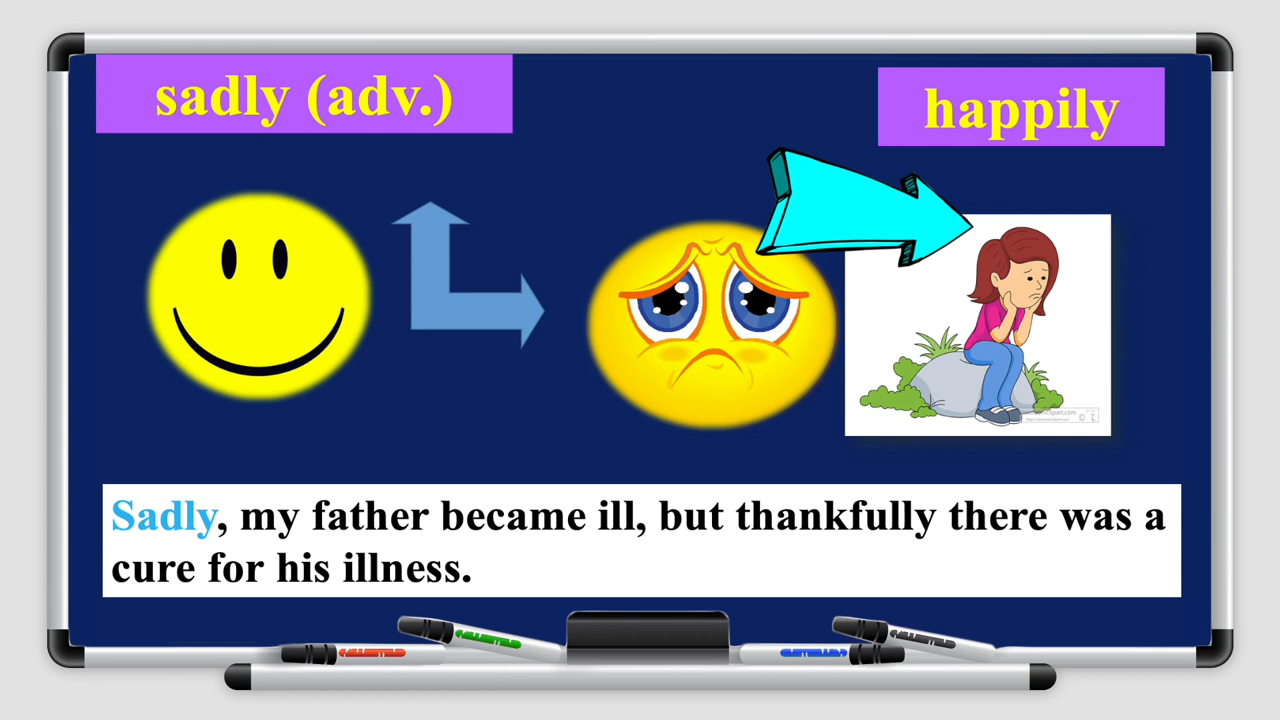 sadly (adv.)
happily
Sadly, my father became ill, but thankfully there was a
cure for his illness.